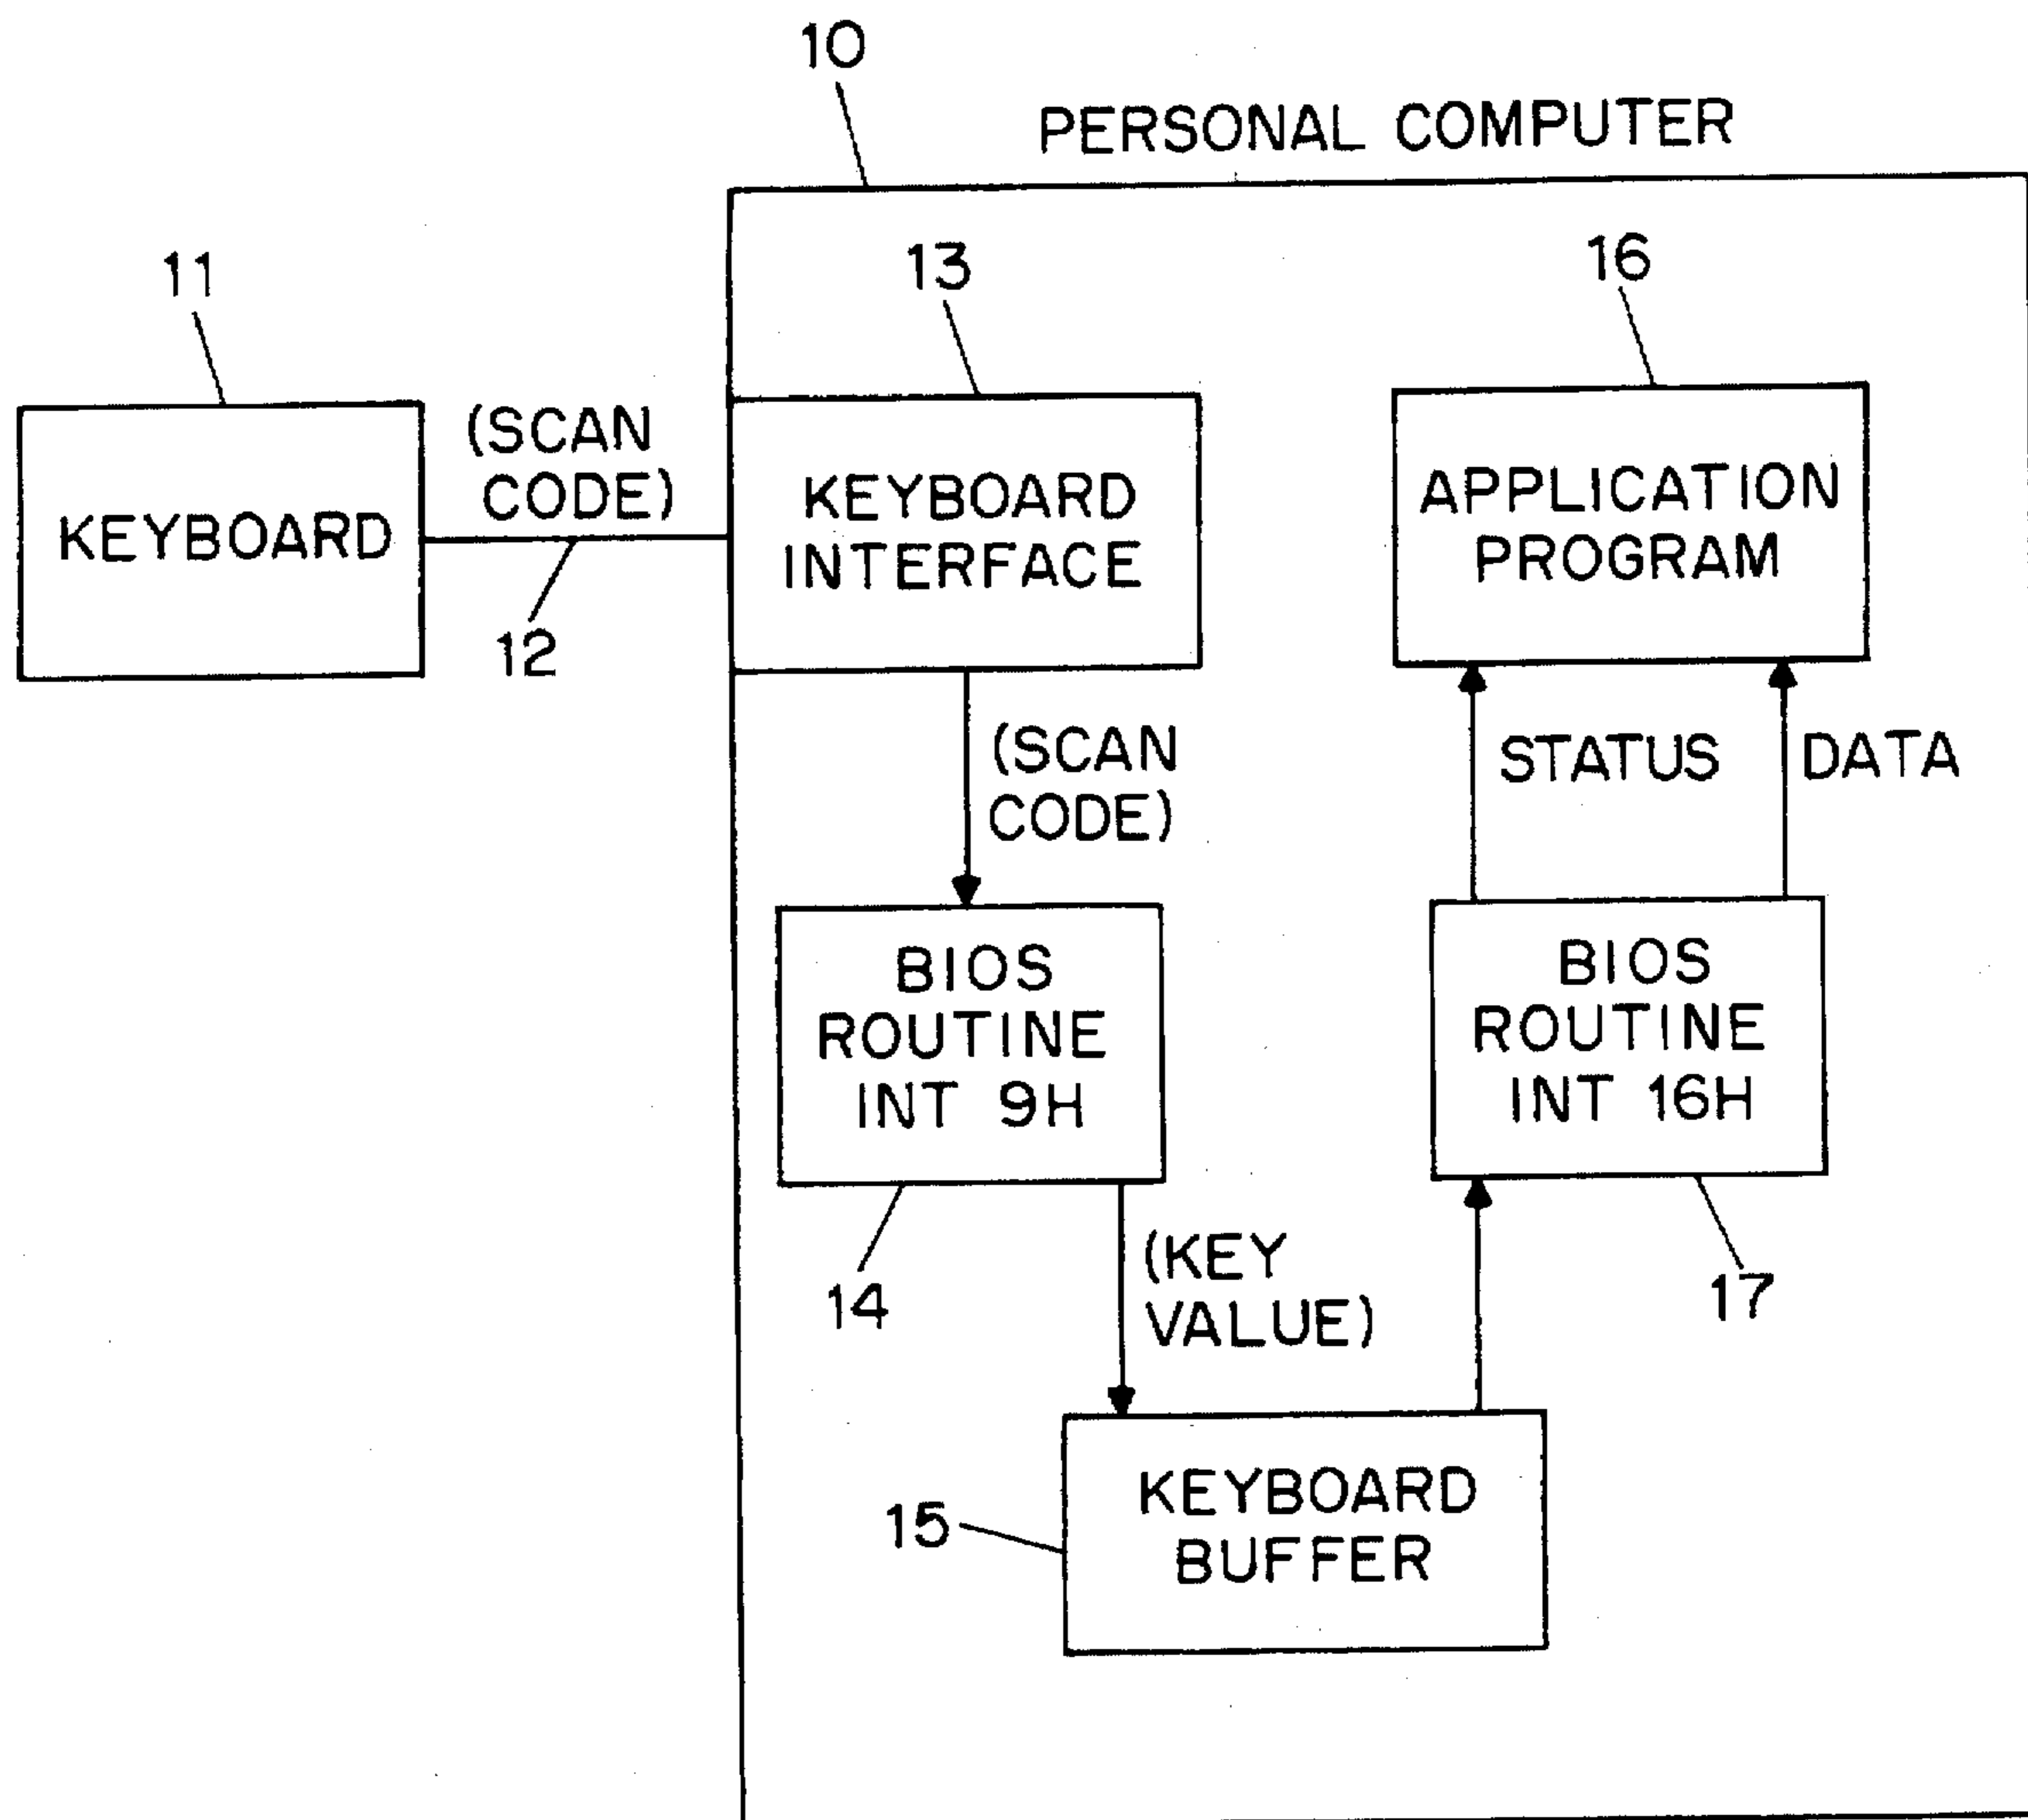 10
PERSONAL COMPUTER
11
13
16
KEYBOARD
(SCAN
CODE)
12
KEYBOARD
INTERFACE
APPLICATION
PROGRAM
(SCAN
CODE)
STATUS
DATA
BIOS
ROUTINE
INT 9H
BIOS
ROUTINE
INT 16H
14
(KEY
VALUE)
17
15
KEYBOARD
BUFFER